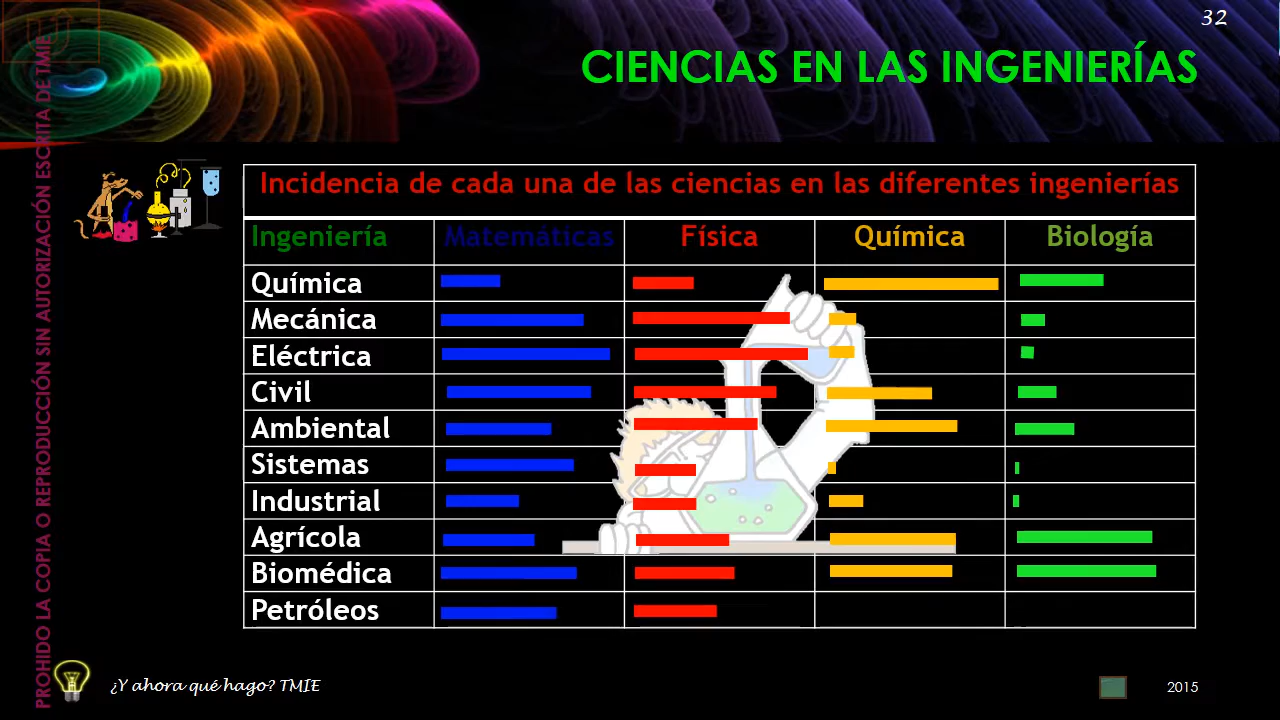 32
CIENCIAS EN LAS INGENIERÍAS
PROHIDO LA COPIA O REPRODUCCIÓN SIN AUTORIZACIÓN ESCRITA DE TMIE
Incidencia de cada una de las ciencias en las diferentes ingenierías
Ingeniería Matemáticas Física Química Biología
Química
Mecánica
Eléctrica
Civil
Ambiental
Sistemas
Industrial
Agrícola
Biomédica
Petróleos
¿Y ahora qué hago? TMIE
2015